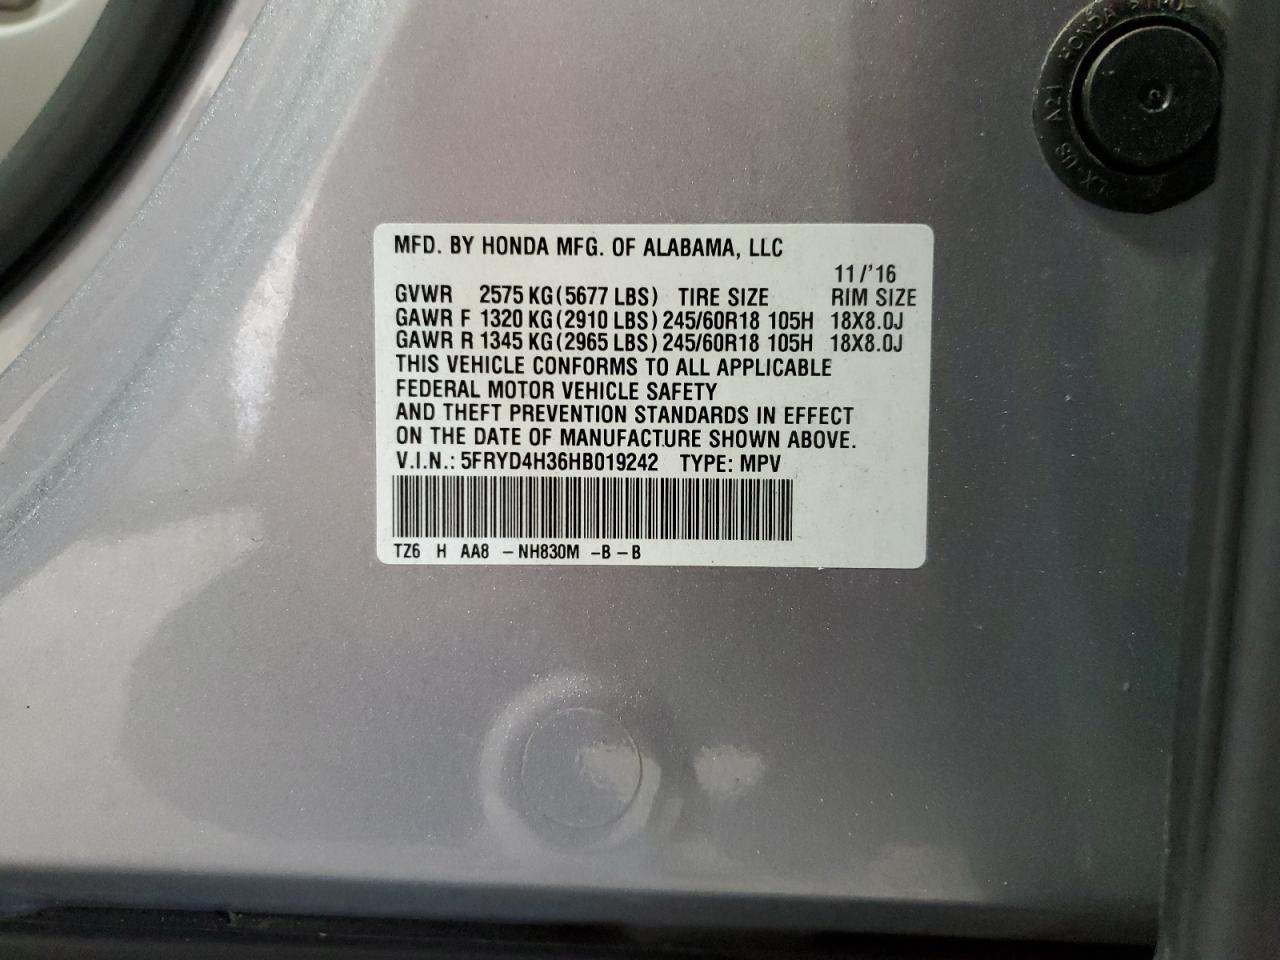 MFD. BY HONDA MFG. OF ALABAMA, LLC
11/'16
GVWR 2575 KG (5677 LBS) TIRE SIZE RIM SIZE
GAWR F 1320 KG (2910 LBS) 245/60R18 105H 18X8.0J
GAWR R 1345 KG (2965 LBS) 245/60R18 105H 18X8.0J
THIS VEHICLE CONFORMS TO ALL APPLICABLE
FEDERAL MOTOR VEHICLE SAFETY
AND THEFT PREVENTION STANDARDS IN EFFECT
ON THE DATE OF MANUFACTURE SHOWN ABOVE.
V.I.N.: 5FRYD4H36HB019242 TYPE: MPV
TZ6 H AA8 -NH830M -B-B
HONDA
A21